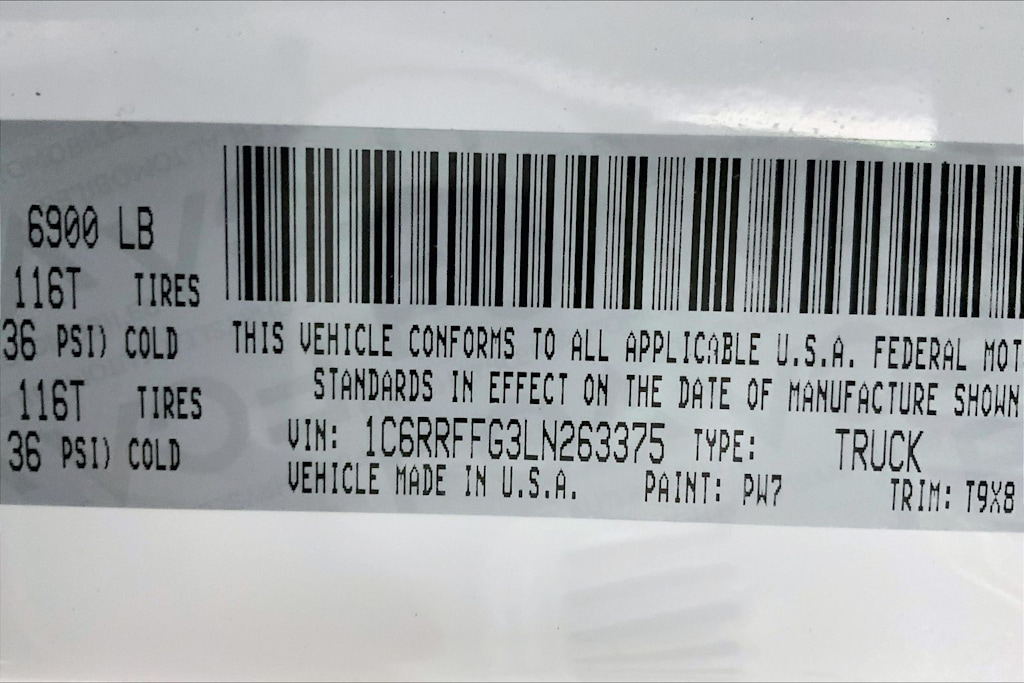 6900 LB
116T TIRES
36 PSI) COLD
116T TIRES
36 PSI) COLD
THIS VEHICLE CONFORMS TO ALL APPLICABLE U.S.A. FEDERAL MOT
STANDARDS IN EFFECT ON THE DATE OF MANUFACTURE SHOWN
VIN: 1C6RRFFG3LN263375 TYPE: TRUCK
VEHICLE MADE IN U.S.A. PAINT: PW7 TRIM: T9X8